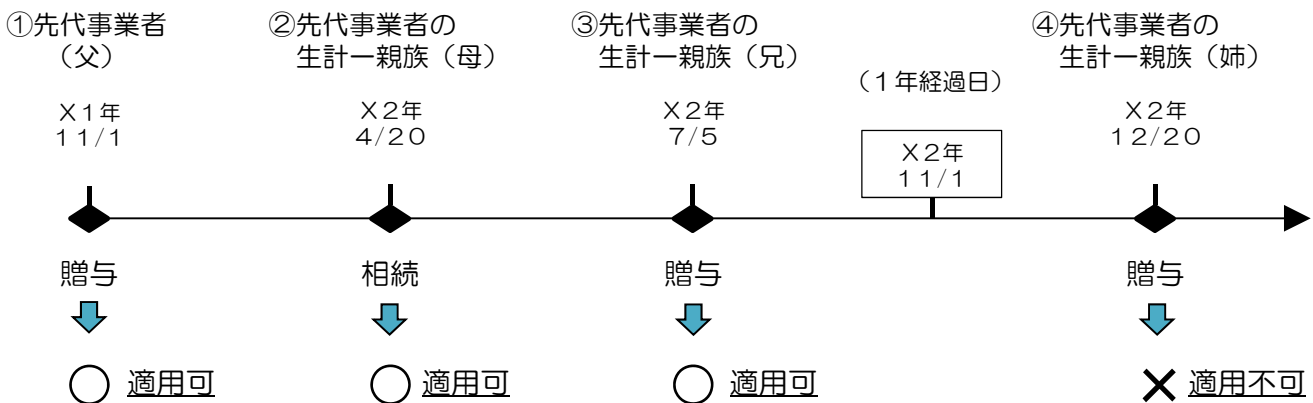 ①先代事業者
（父）
②先代事業者の
生計一親族（母）
③先代事業者の
生計一親族（兄）
④先代事業者の
生計一親族（姉）
（１年経過日）
Ｘ１年
１１/１
Ｘ２年
４/２０
Ｘ２年
７/５
Ｘ２年
１１/１
Ｘ２年
１２/２０
贈与
相続
贈与
贈与
○ 適用可
○ 適用可
○ 適用可
× 適用不可